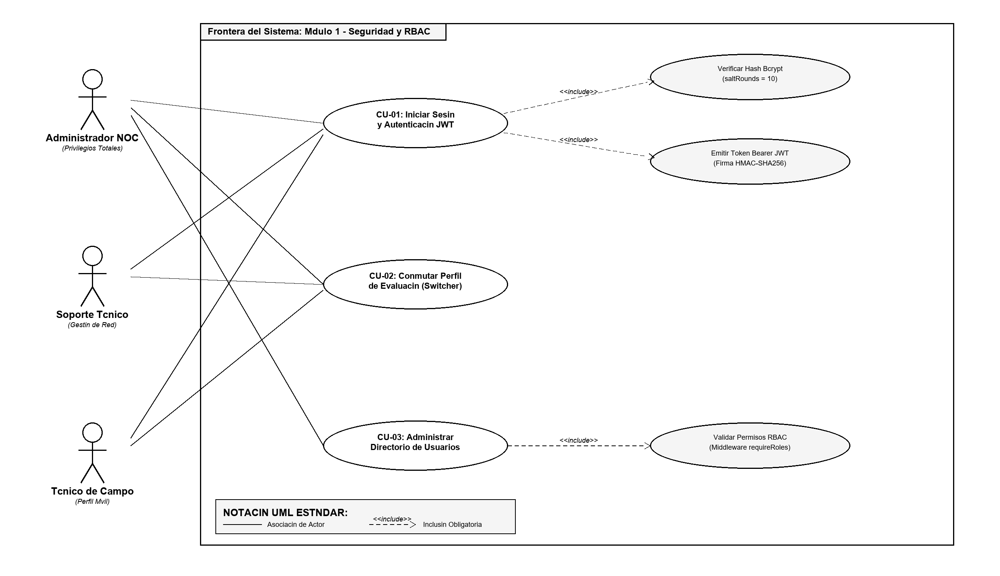 Frontera del Sistema: Mdulo 1 - Seguridad y RBAC
Administrador NOC
(Privilegios Totales)
Soporte Tcnico
(Gestin de Red)
Tcnico de Campo
(Perfil Mvil)
CU-01: Iniciar Sesin
y Autenticacin JWT
CU-02: Conmutar Perfil
de Evaluacin (Switcher)
CU-03: Administrar
Directorio de Usuarios
<<include>>
<<include>>
<<include>>
Verificar Hash Bcrypt
(saltRounds = 10)
Emitir Token Bearer JWT
(Firma HMAC-SHA256)
Validar Permisos RBAC
(Middleware requireRoles)
NOTACIN UML ESTNDAR:
Asociacin de Actor
<<include>>
Inclusin Obligatoria